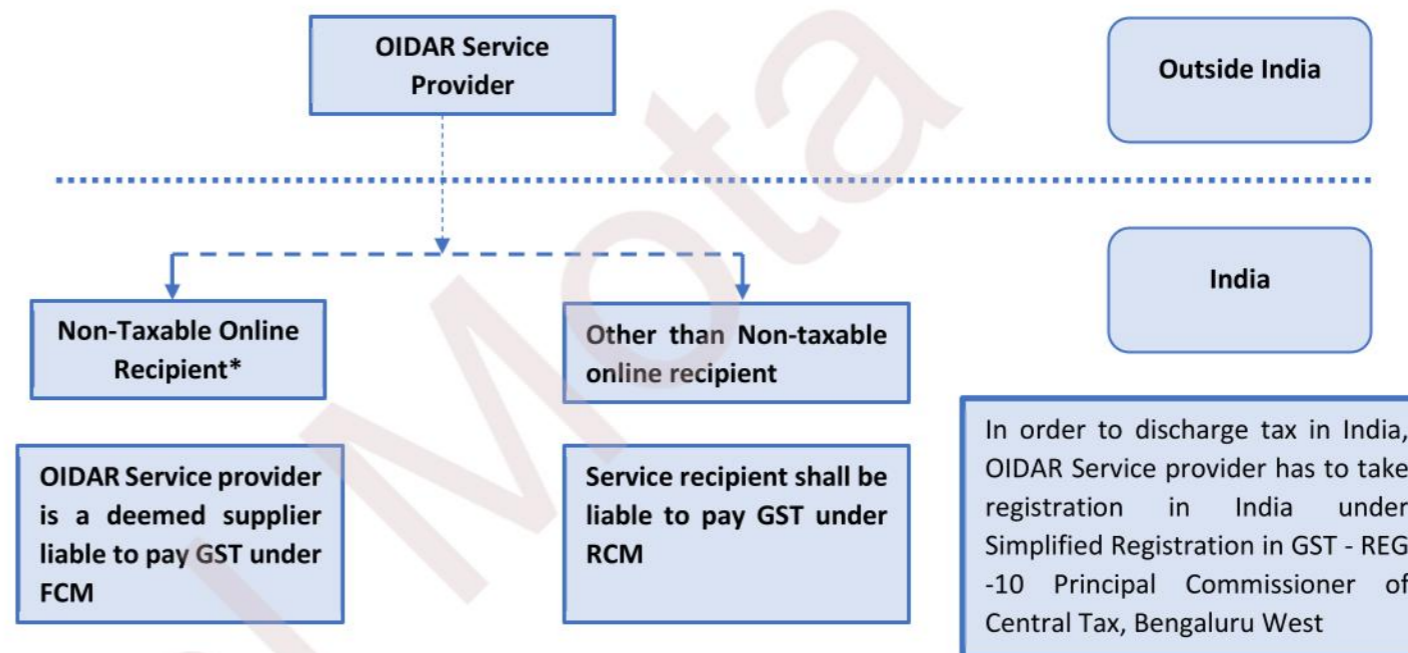 OIDAR Service
Provider
Outside India
India
Non-Taxable Online
Recipient*
Other than Non-taxable
online recipient
OIDAR Service provider
is a deemed supplier
liable to pay GST under
FCM
Service recipient shall be
liable to pay GST under
RCM
In order to discharge tax in India,
OIDAR Service provider has to take
registration in India under
Simplified Registration in GST - REG
-10 Principal Commissioner of
Central Tax, Bengaluru West
Mota